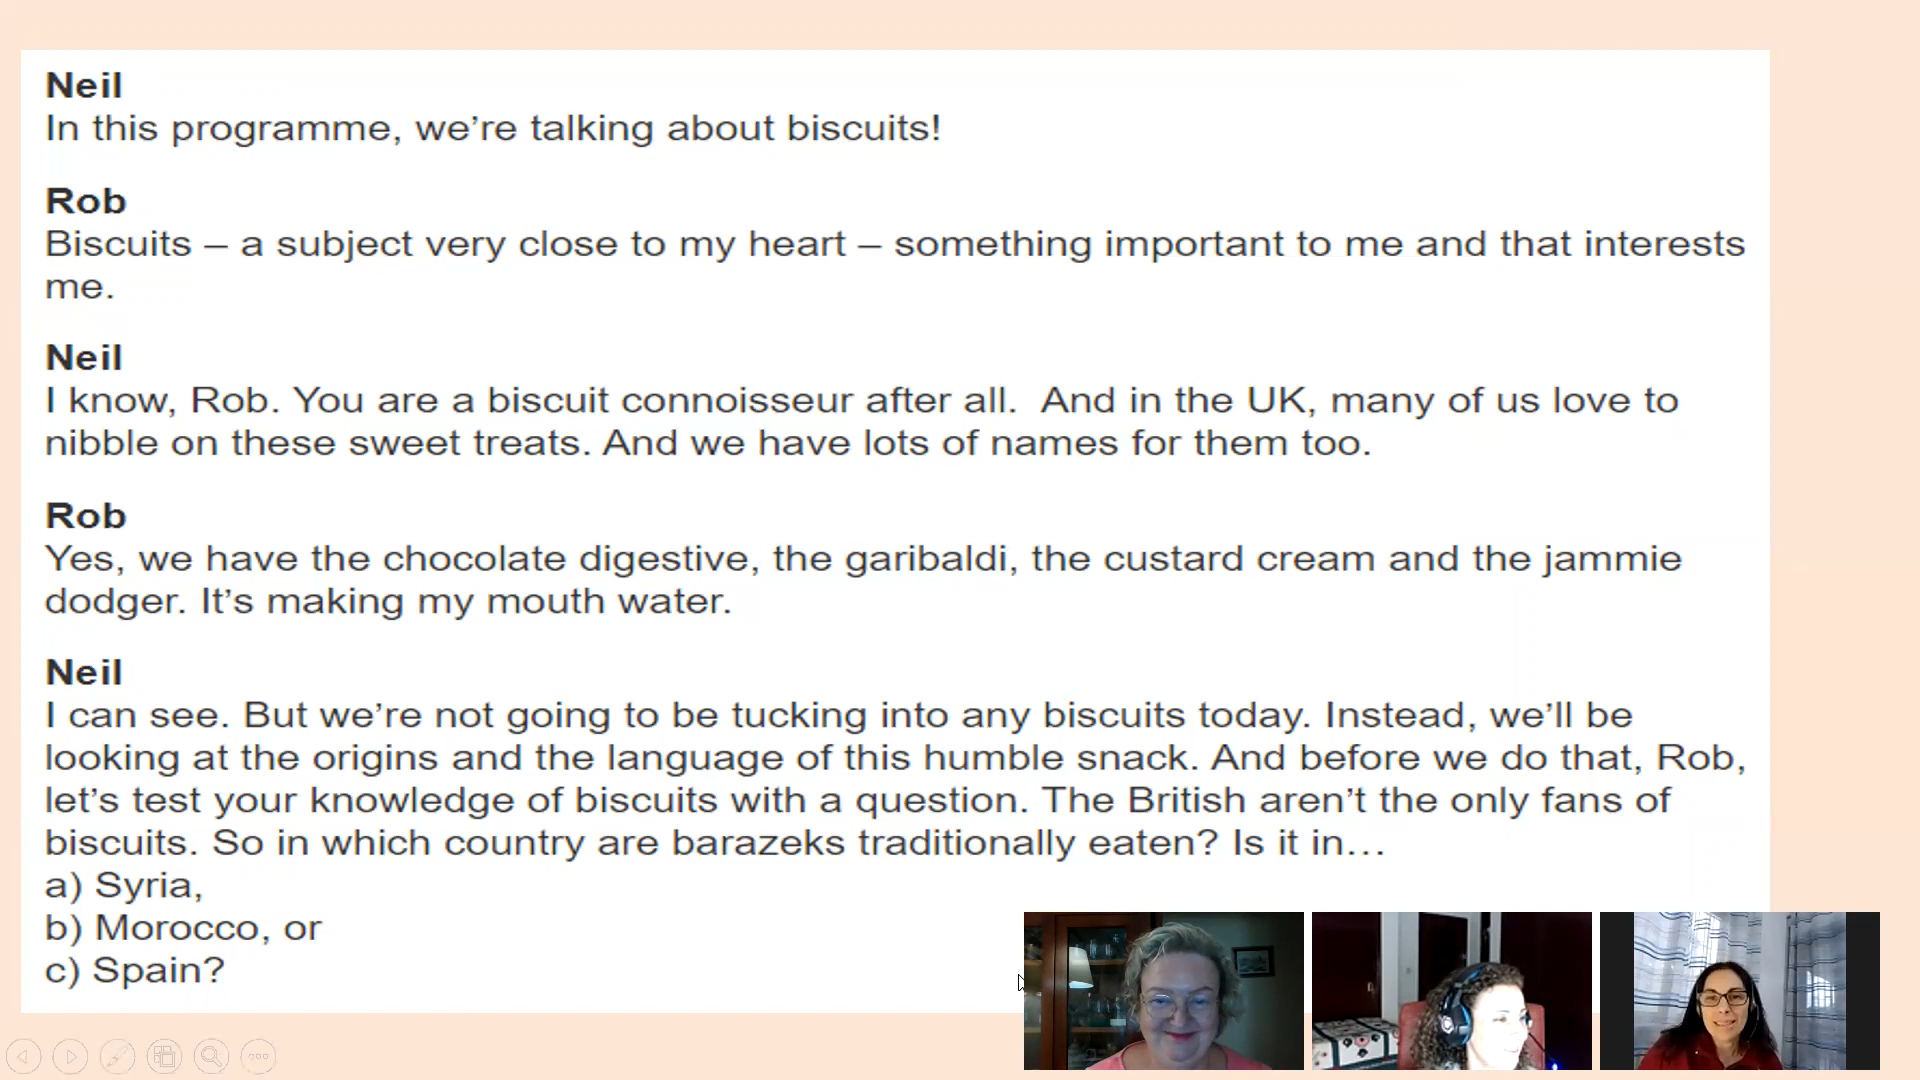 Neil
In this programme, we’re talking about biscuits!
Rob
Biscuits – a subject very close to my heart – something important to me and that interests
me.
Neil
I know, Rob. You are a biscuit connoisseur after all.  And in the UK, many of us love to
nibble on these sweet treats. And we have lots of names for them too.
Rob
Yes, we have the chocolate digestive, the garibaldi, the custard cream and the jammie
dodger. It’s making my mouth water.
Neil
I can see. But we’re not going to be tucking into any biscuits today. Instead, we’ll be
looking at the origins and the language of this humble snack. And before we do that, Rob,
let’s test your knowledge of biscuits with a question. The British aren’t the only fans of
biscuits. So in which country are barazeks traditionally eaten? Is it in…
a) Syria,
b) Morocco, or
c) Spain?